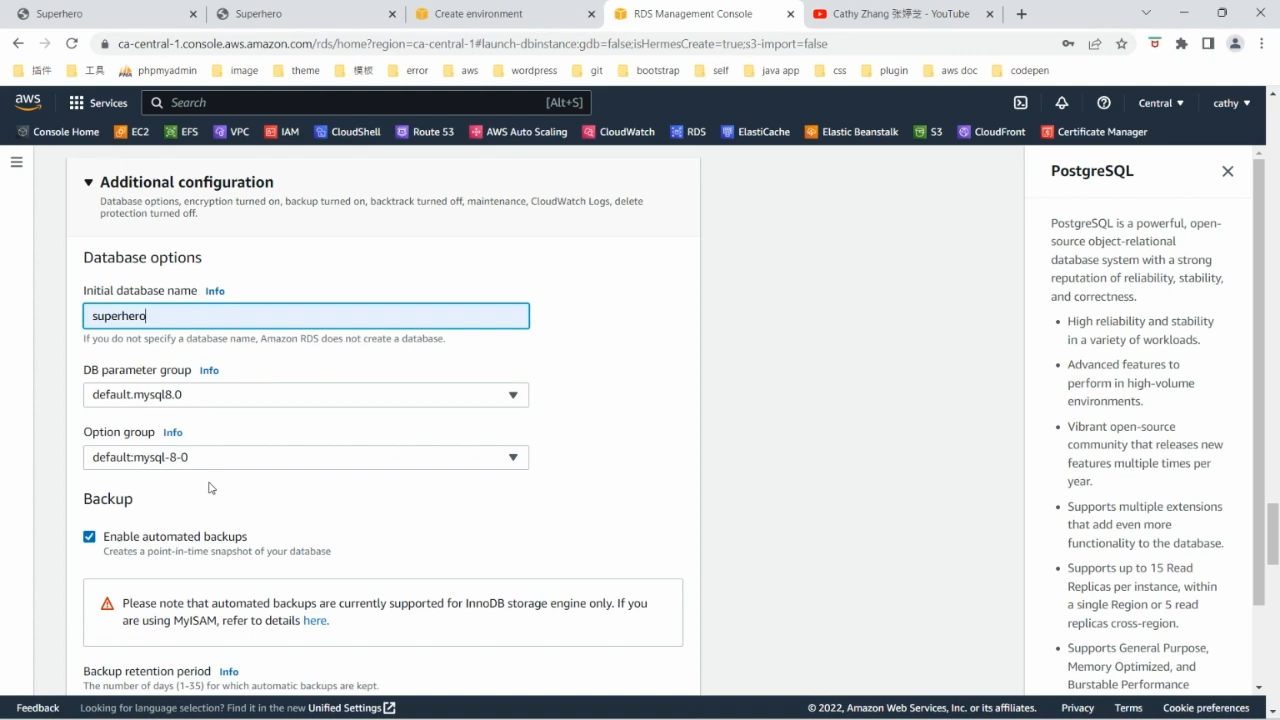 Superhero
Superhero
Create environment
RDS Management Console
Cathy Zhang 张婷芝 - YouTube
ca-central-1.console.aws.amazon.com/rds/home?region=ca-central-1#launch-dbinstance:gdb=false;isHermesCreate=true;s3-import=false
插件 工具 phpmyadmin image theme 模板 error aws wordpress git bootstrap self java app css plugin aws doc codepen
aws Services Search [Alt+S] Central cathy
Console Home EC2 EFS VPC IAM CloudShell Route 53 AWS Auto Scaling CloudWatch RDS ElastiCache Elastic Beanstalk S3 CloudFront Certificate Manager
Additional configuration
Database options, encryption turned on, backup turned on, backtrack turned off, maintenance, CloudWatch Logs, delete
protection turned off.
Database options
Initial database name Info
superhero
If you do not specify a database name, Amazon RDS does not create a database.
DB parameter group Info
default.mysql8.0
Option group Info
default:mysql-8-0
Backup
Enable automated backups
Creates a point-in-time snapshot of your database
Please note that automated backups are currently supported for InnoDB storage engine only. If you
are using MyISAM, refer to details here.
Backup retention period Info
The number of days (1-35) for which automatic backups are kept.
PostgreSQL
PostgreSQL is a powerful, open-
source object-relational
database system with a strong
reputation of reliability, stability,
and correctness.
• High reliability and stability
in a variety of workloads.
• Advanced features to
perform in high-volume
environments.
• Vibrant open-source
community that releases new
features multiple times per
year.
• Supports multiple extensions
that add even more
functionality to the database.
• Supports up to 15 Read
Replicas per instance, within
a single Region or 5 read
replicas cross-region.
• Supports General Purpose,
Memory Optimized, and
Burstable Performance
Feedback Looking for language selection? Find it in the new Unified Settings © 2022, Amazon Web Services, Inc. or its affiliates. Privacy Terms Cookie preferences